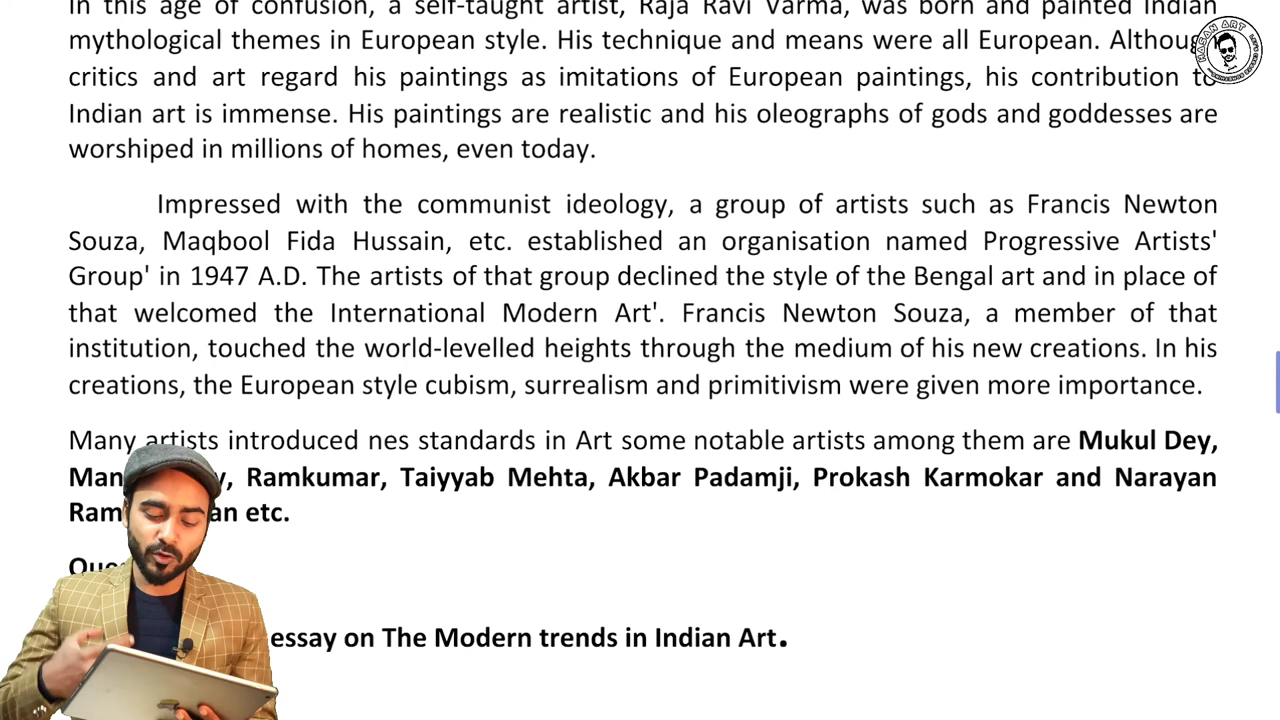 In this age of confusion, a self-taught artist, Raja Ravi Varma, was born and painted Indian
mythological themes in European style. His technique and means were all European. Although
critics and art regard his paintings as imitations of European paintings, his contribution to
Indian art is immense. His paintings are realistic and his oleographs of gods and goddesses are
worshiped in millions of homes, even today.
Impressed with the communist ideology, a group of artists such as Francis Newton
Souza, Maqbool Fida Hussain, etc. established an organisation named Progressive Artists'
Group' in 1947 A.D. The artists of that group declined the style of the Bengal art and in place of
that welcomed the International Modern Art'. Francis Newton Souza, a member of that
institution, touched the world-levelled heights through the medium of his new creations. In his
creations, the European style cubism, surrealism and primitivism were given more importance.
Many artists introduced nes standards in Art some notable artists among them are Mukul Dey,
Ramkumar, Taiyyab Mehta, Akbar Padamji, Prokash Karmokar and Narayan
etc.
essay on The Modern trends in Indian Art.
HASAN ART